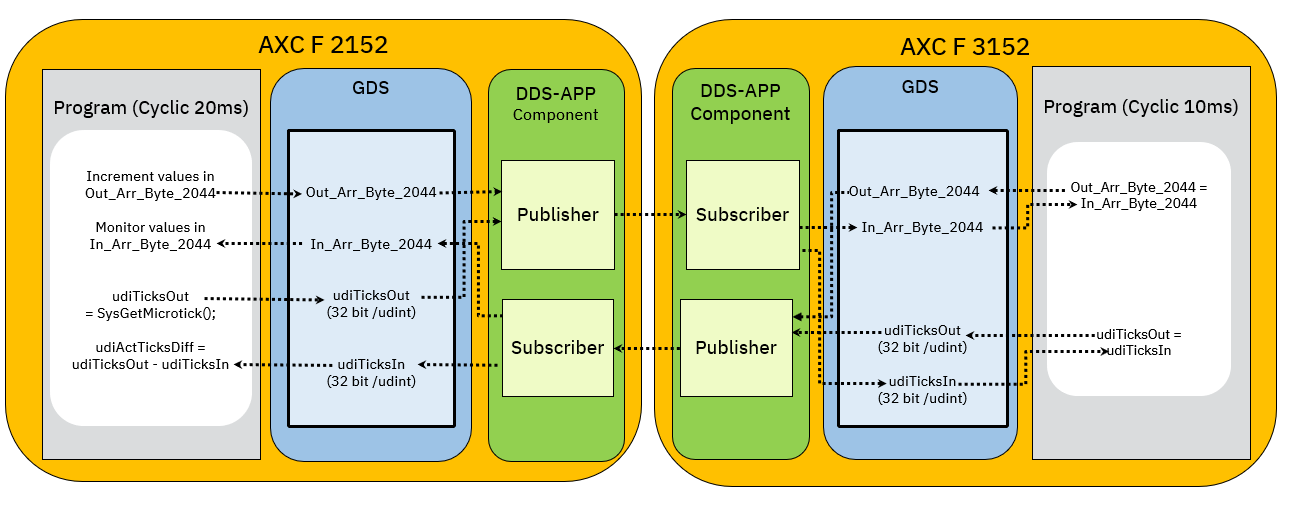 AXC F 2152
Program (Cyclic 20ms)
Increment values in
Out_Arr_Byte_2044
Monitor values in
In_Arr_Byte_2044
udiTicksOut
= SysGetMicrotick();
udiActTicksDiff =
udiTicksOut - udiTicksIn
GDS
Out_Arr_Byte_2044
In_Arr_Byte_2044
udiTicksOut
(32 bit /udint)
udiTicksIn
(32 bit /udint)
DDS-APP
Component
Publisher
Subscriber
AXC F 3152
DDS-APP
Component
Subscriber
Publisher
GDS
Out_Arr_Byte_2044
In_Arr_Byte_2044
udiTicksOut
(32 bit /udint)
udiTicksIn
(32 bit /udint)
Program (Cyclic 10ms)
Out_Arr_Byte_2044 =
In_Arr_Byte_2044
udiTicksOut =
udiTicksIn